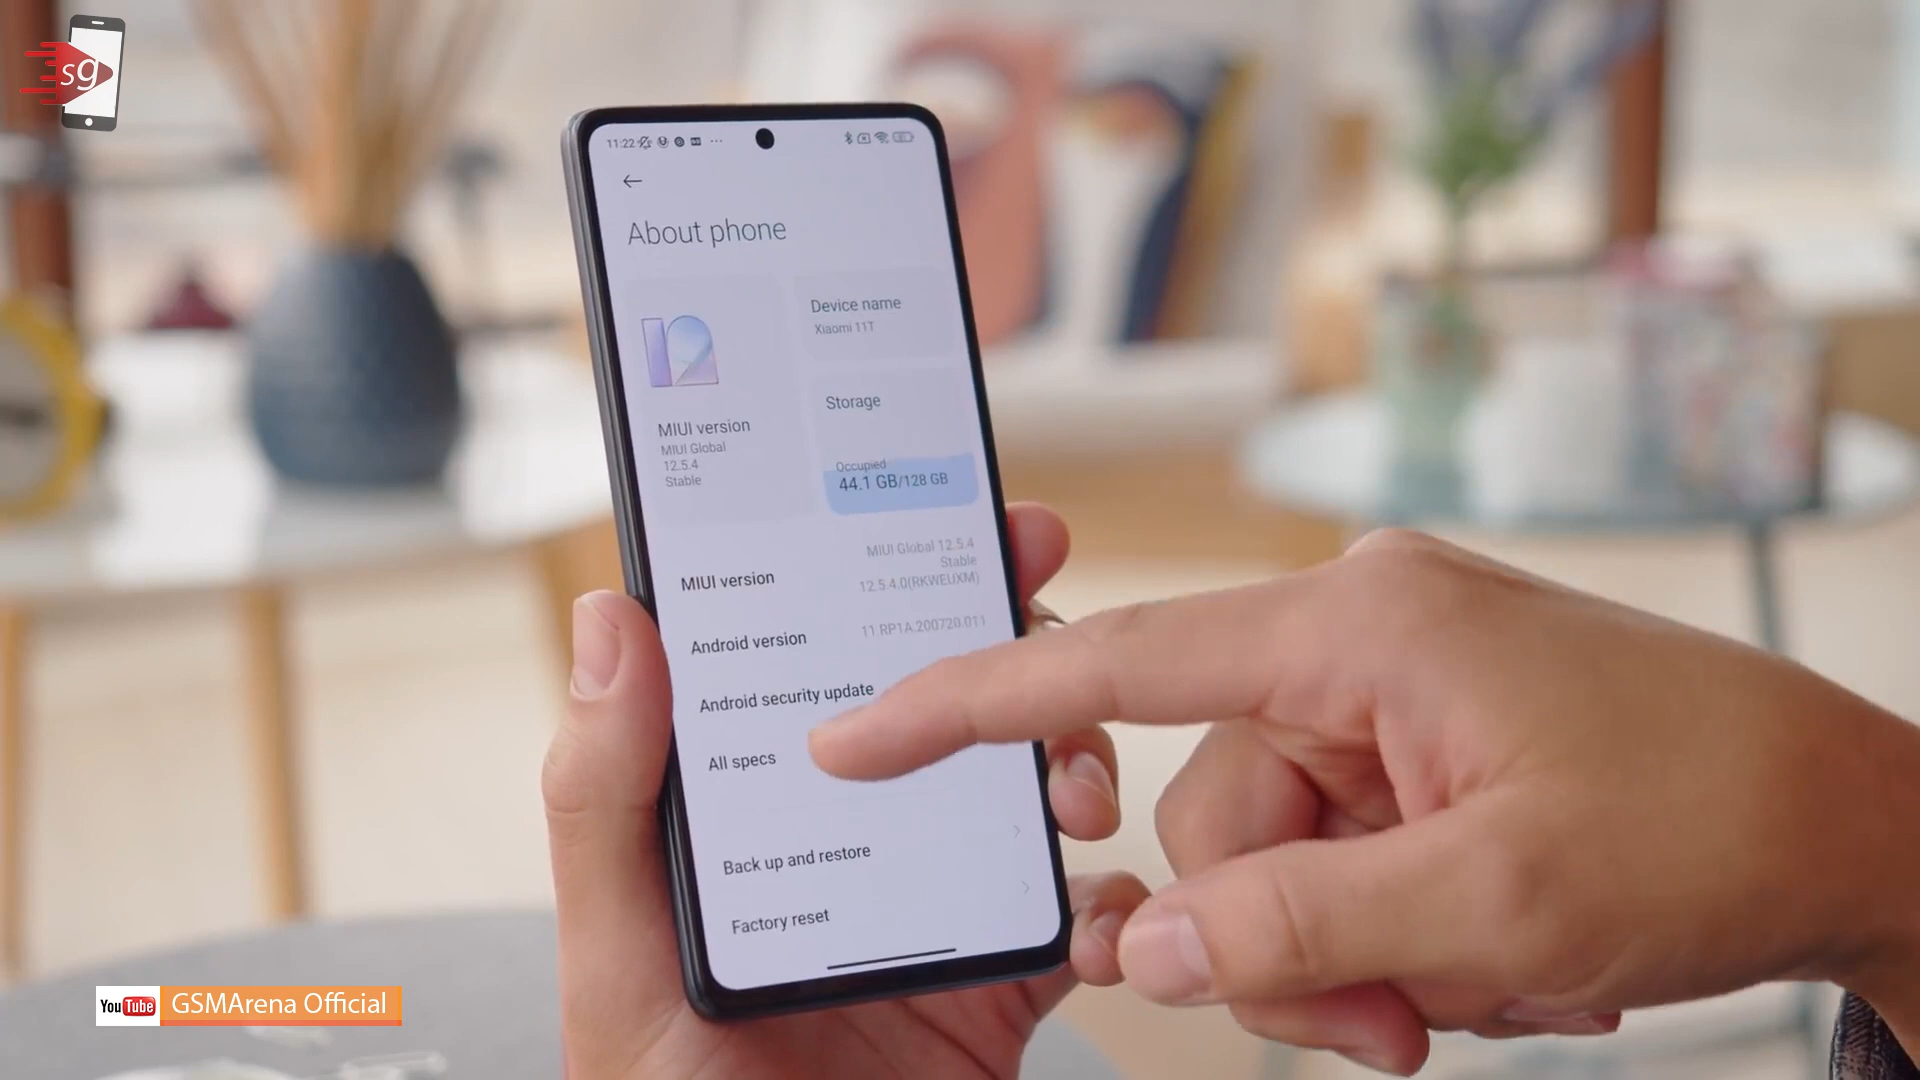 sg
11:22
About phone
Device name
Xiaomi 11T
Storage
Occupied
44.1 GB/128 GB
MIUI version
MIUI Global
12.5.4
Stable
MIUI version
MIUI Global 12.5.4
Stable
12.5.4.0(RKWEUXM)
Android version
11 RP1A.200720.011
Android security update
All specs
Back up and restore
Factory reset
YouTube GSMArena Official